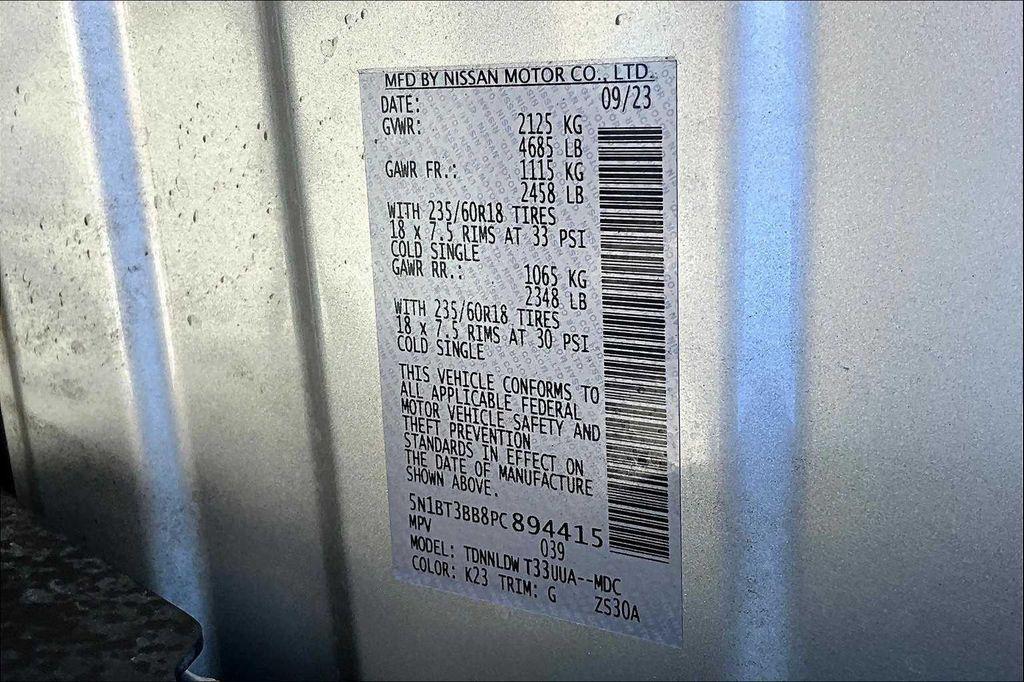 MFD BY NISSAN MOTOR CO., LTD.
DATE: 09/23
GVWR: 2125 KG
4685 LB
GAWR FR.: 1115 KG
2458 LB
WITH 235/60R18 TIRES
18 x 7.5 RIMS AT 33 PSI
COLD SINGLE
GAWR RR.: 1065 KG
2348 LB
WITH 235/60R18 TIRES
18 x 7.5 RIMS AT 30 PSI
COLD SINGLE
THIS VEHICLE CONFORMS TO
ALL APPLICABLE FEDERAL
MOTOR VEHICLE SAFETY AND
THEFT PREVENTION
STANDARDS IN EFFECT ON
THE DATE OF MANUFACTURE
SHOWN ABOVE.
5N1BT3BB8PC894415
MPV 039
MODEL: TDNNLDW T33UUA--MDC
COLOR: K23 TRIM: G ZS30A